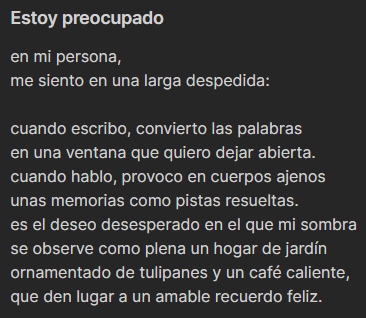 Estoy preocupado
en mi persona,
me siento en una larga despedida:
cuando escribo, convierto las palabras
en una ventana que quiero dejar abierta.
cuando hablo, provoco en cuerpos ajenos
unas memorias como pistas resueltas.
es el deseo desesperado en el que mi sombra
se observe como plena un hogar de jardín
ornamentado de tulipanes y un café caliente,
que den lugar a un amable recuerdo feliz.